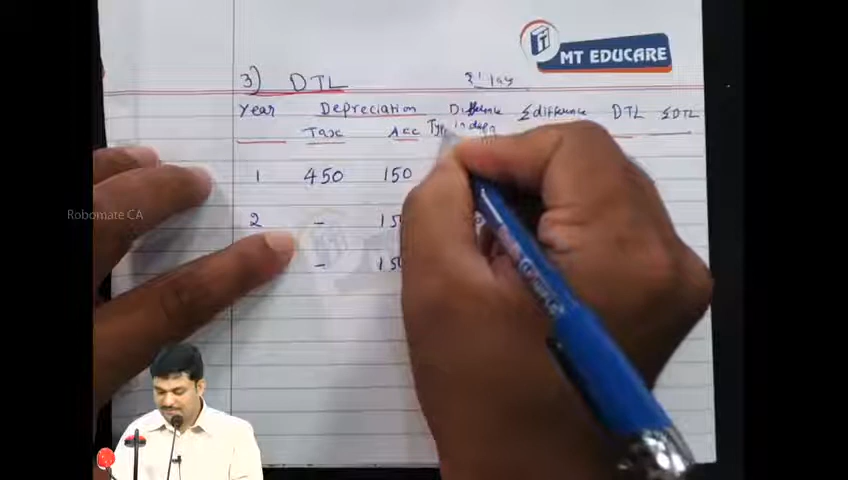 MT EDUCARE
3) DTL ₹ Lacs
Year Depreciation Difference Σ difference DTL ΣDTL
Tax Acc
1 450 150
2 - 15
- 15
Robomate CA